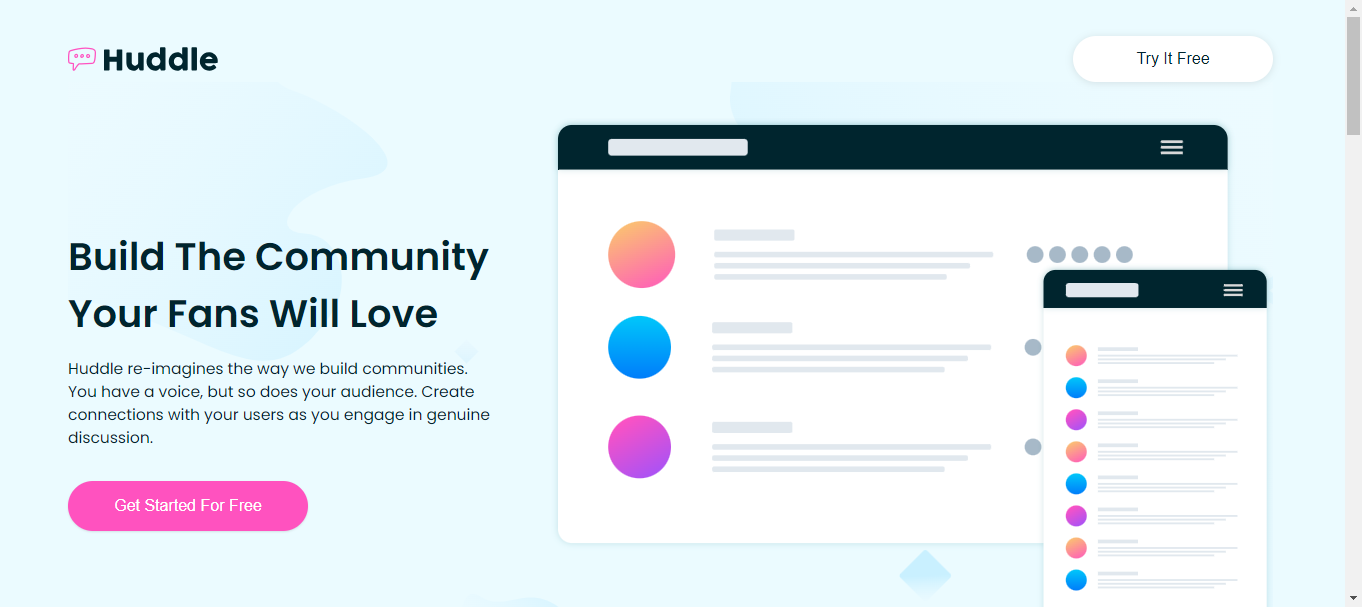 Huddle
Try It Free
Build The Community
Your Fans Will Love
Huddle re-imagines the way we build communities.
You have a voice, but so does your audience. Create
connections with your users as you engage in genuine
discussion.
Get Started For Free